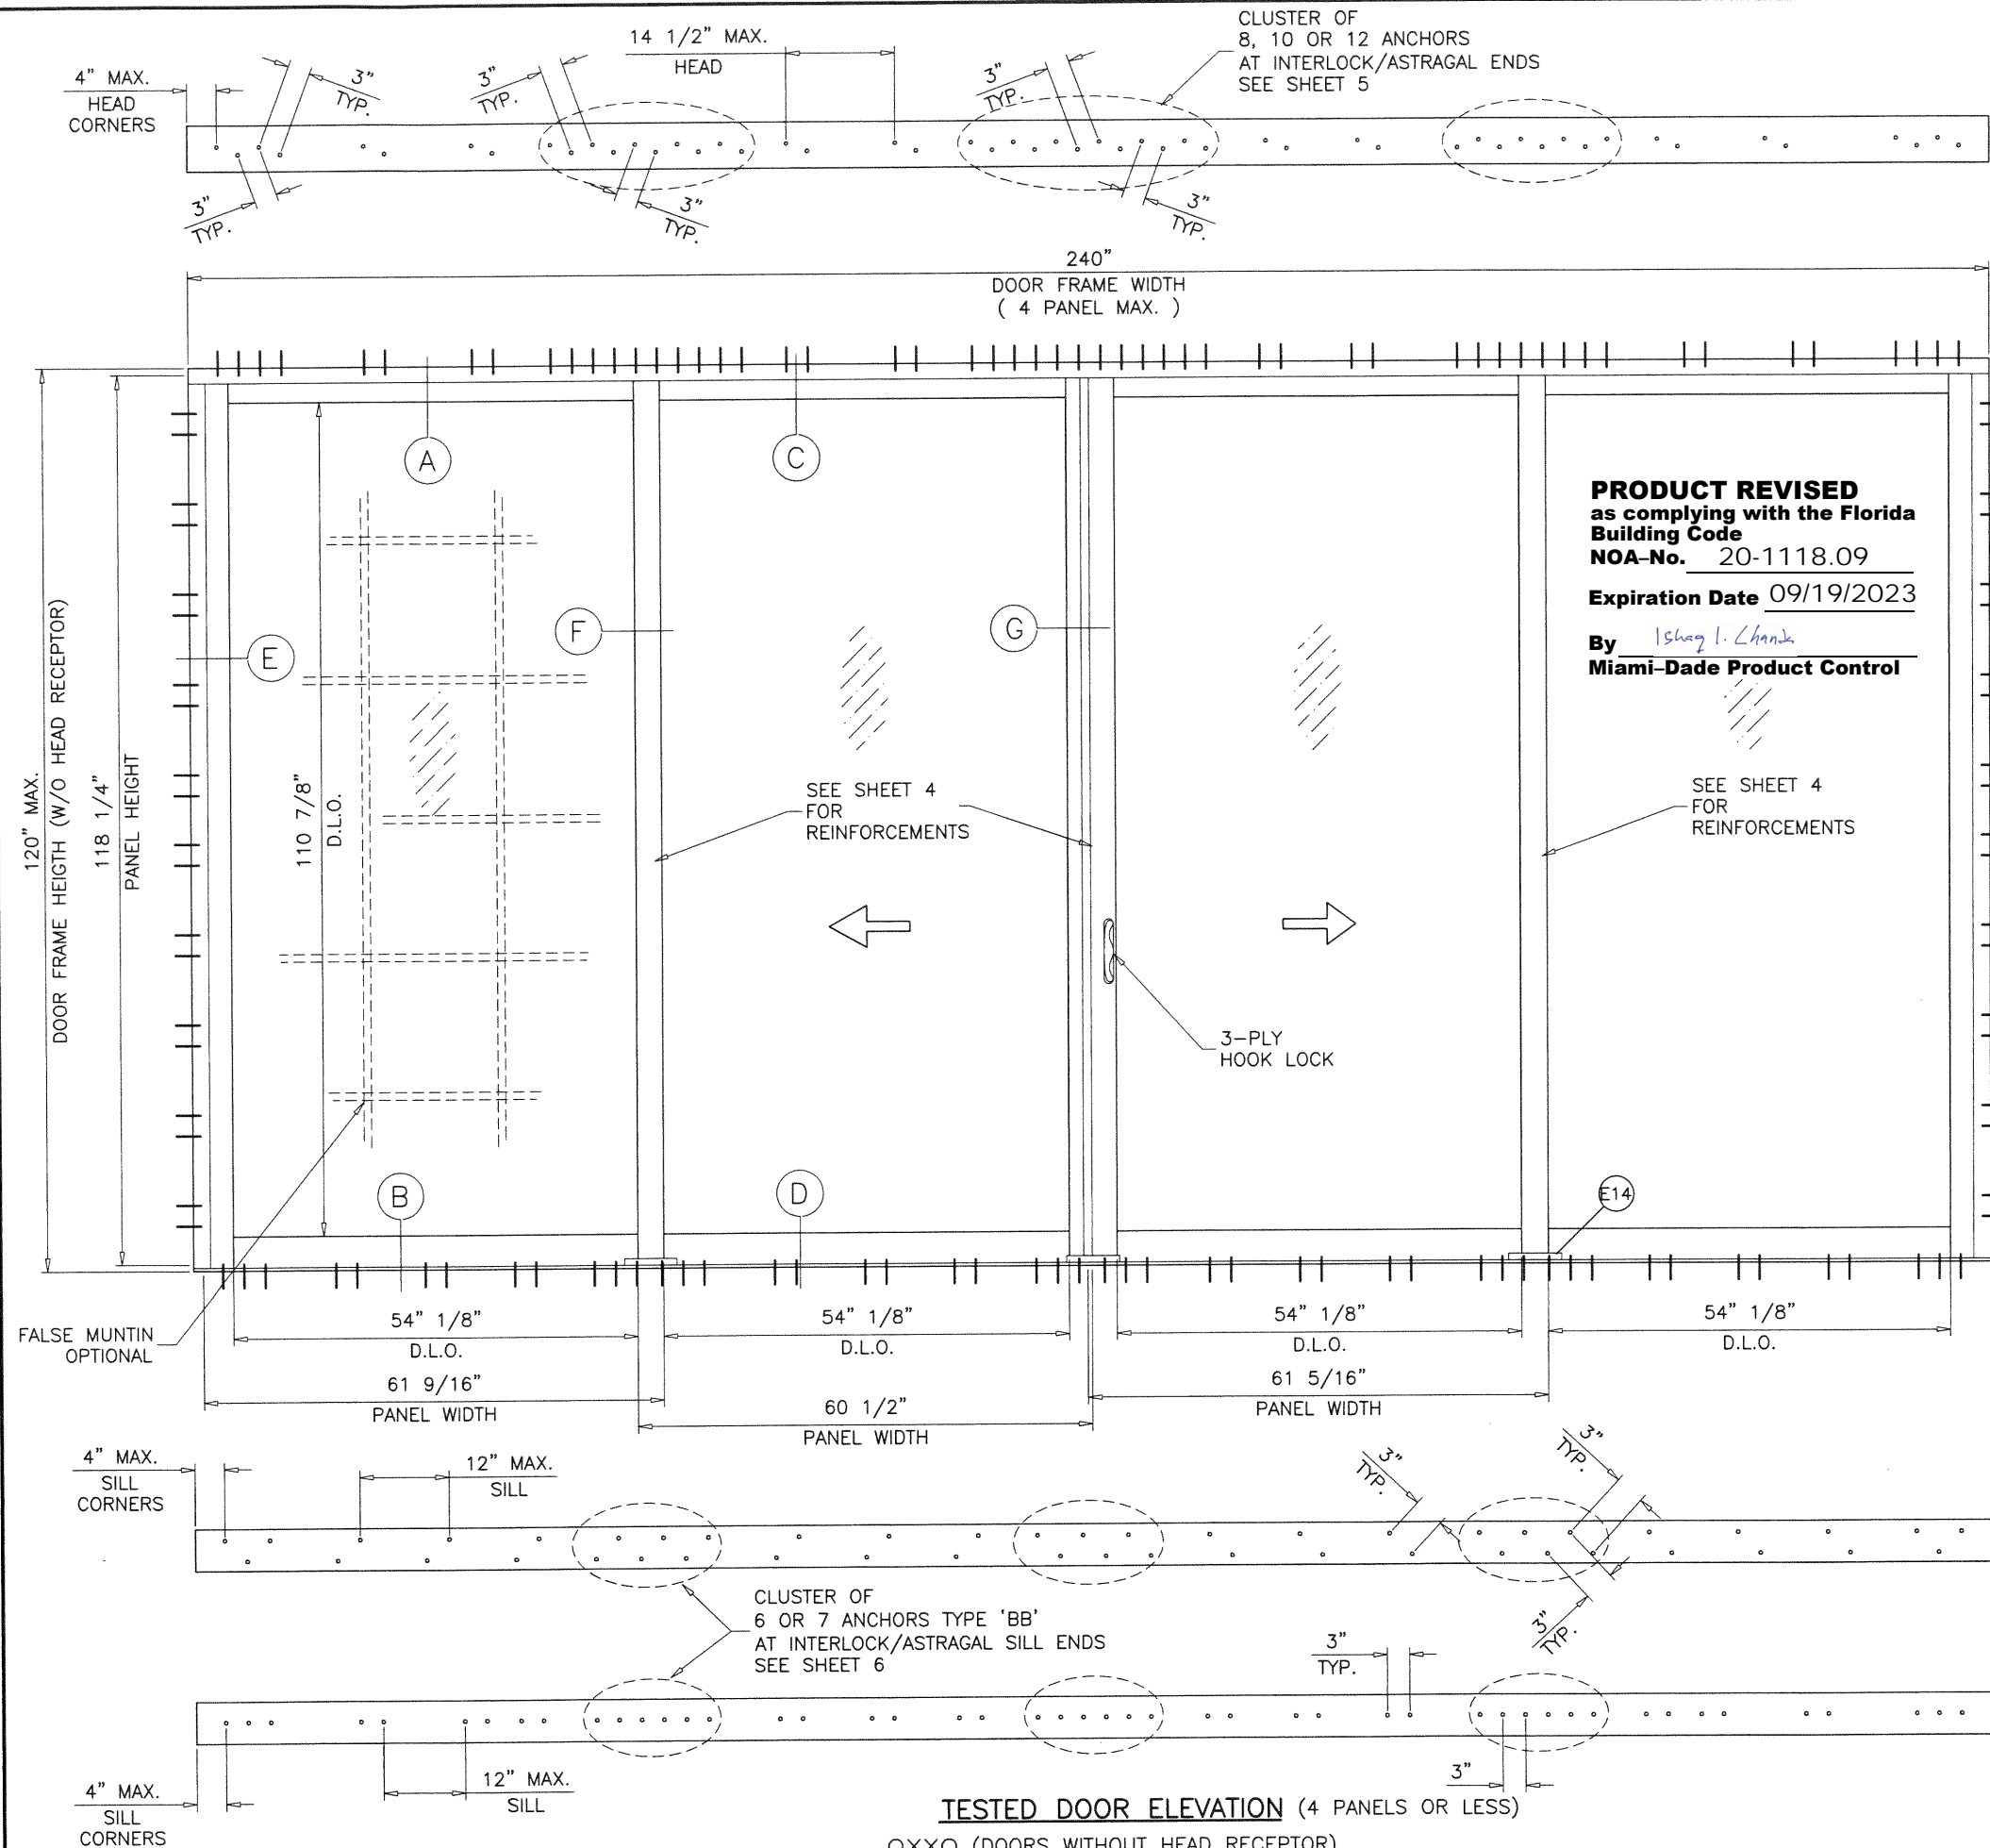 CLUSTER OF
8, 10 OR 12 ANCHORS
AT INTERLOCK/ASTRAGAL ENDS
SEE SHEET 5
14 1/2" MAX.
HEAD
4" MAX.
HEAD
CORNERS
3"
TYP.
3"
TYP.
3"
TYP.
3"
TYP.
3"
TYP.
3"
TYP.
240"
DOOR FRAME WIDTH
( 4 PANEL MAX. )
A
C
PRODUCT REVISED
as complying with the Florida
Building Code
NOA-No. 20-1118.09
Expiration Date 09/19/2023
By Ishaq I. Chanda
Miami-Dade Product Control
E
F
G
120" MAX.
DOOR FRAME HEIGTH (W/O HEAD RECEPTOR)
118 1/4"
PANEL HEIGHT
110 7/8"
D.L.O.
SEE SHEET 4
FOR
REINFORCEMENTS
SEE SHEET 4
FOR
REINFORCEMENTS
3-PLY
HOOK LOCK
B
D
E14
FALSE MUNTIN
OPTIONAL
54" 1/8"
D.L.O.
54" 1/8"
D.L.O.
54" 1/8"
D.L.O.
54" 1/8"
D.L.O.
61 9/16"
PANEL WIDTH
60 1/2"
PANEL WIDTH
61 5/16"
PANEL WIDTH
4" MAX.
SILL
CORNERS
12" MAX.
SILL
3"
TYP.
3"
TYP.
3"
TYP.
CLUSTER OF
6 OR 7 ANCHORS TYPE 'BB'
AT INTERLOCK/ASTRAGAL SILL ENDS
SEE SHEET 6
3"
TYP.
4" MAX.
SILL
CORNERS
12" MAX.
SILL
3"
TESTED DOOR ELEVATION (4 PANELS OR LESS)
OXXO (DOORS WITHOUT HEAD RECEPTOR)